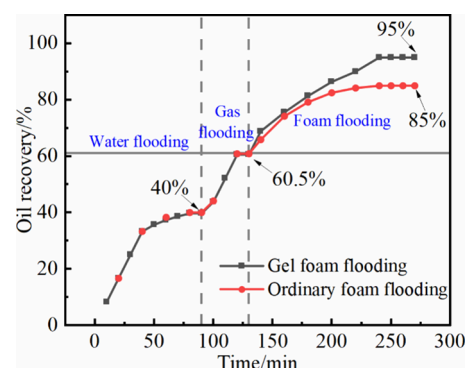 100
80
60
40
20
0
Oil recovery/%
95%
Gas
flooding
Water flooding
Foam flooding
85%
40%
60.5%
Gel foam flooding
Ordinary foam flooding
0 50 100 150 200 250 300
Time/min